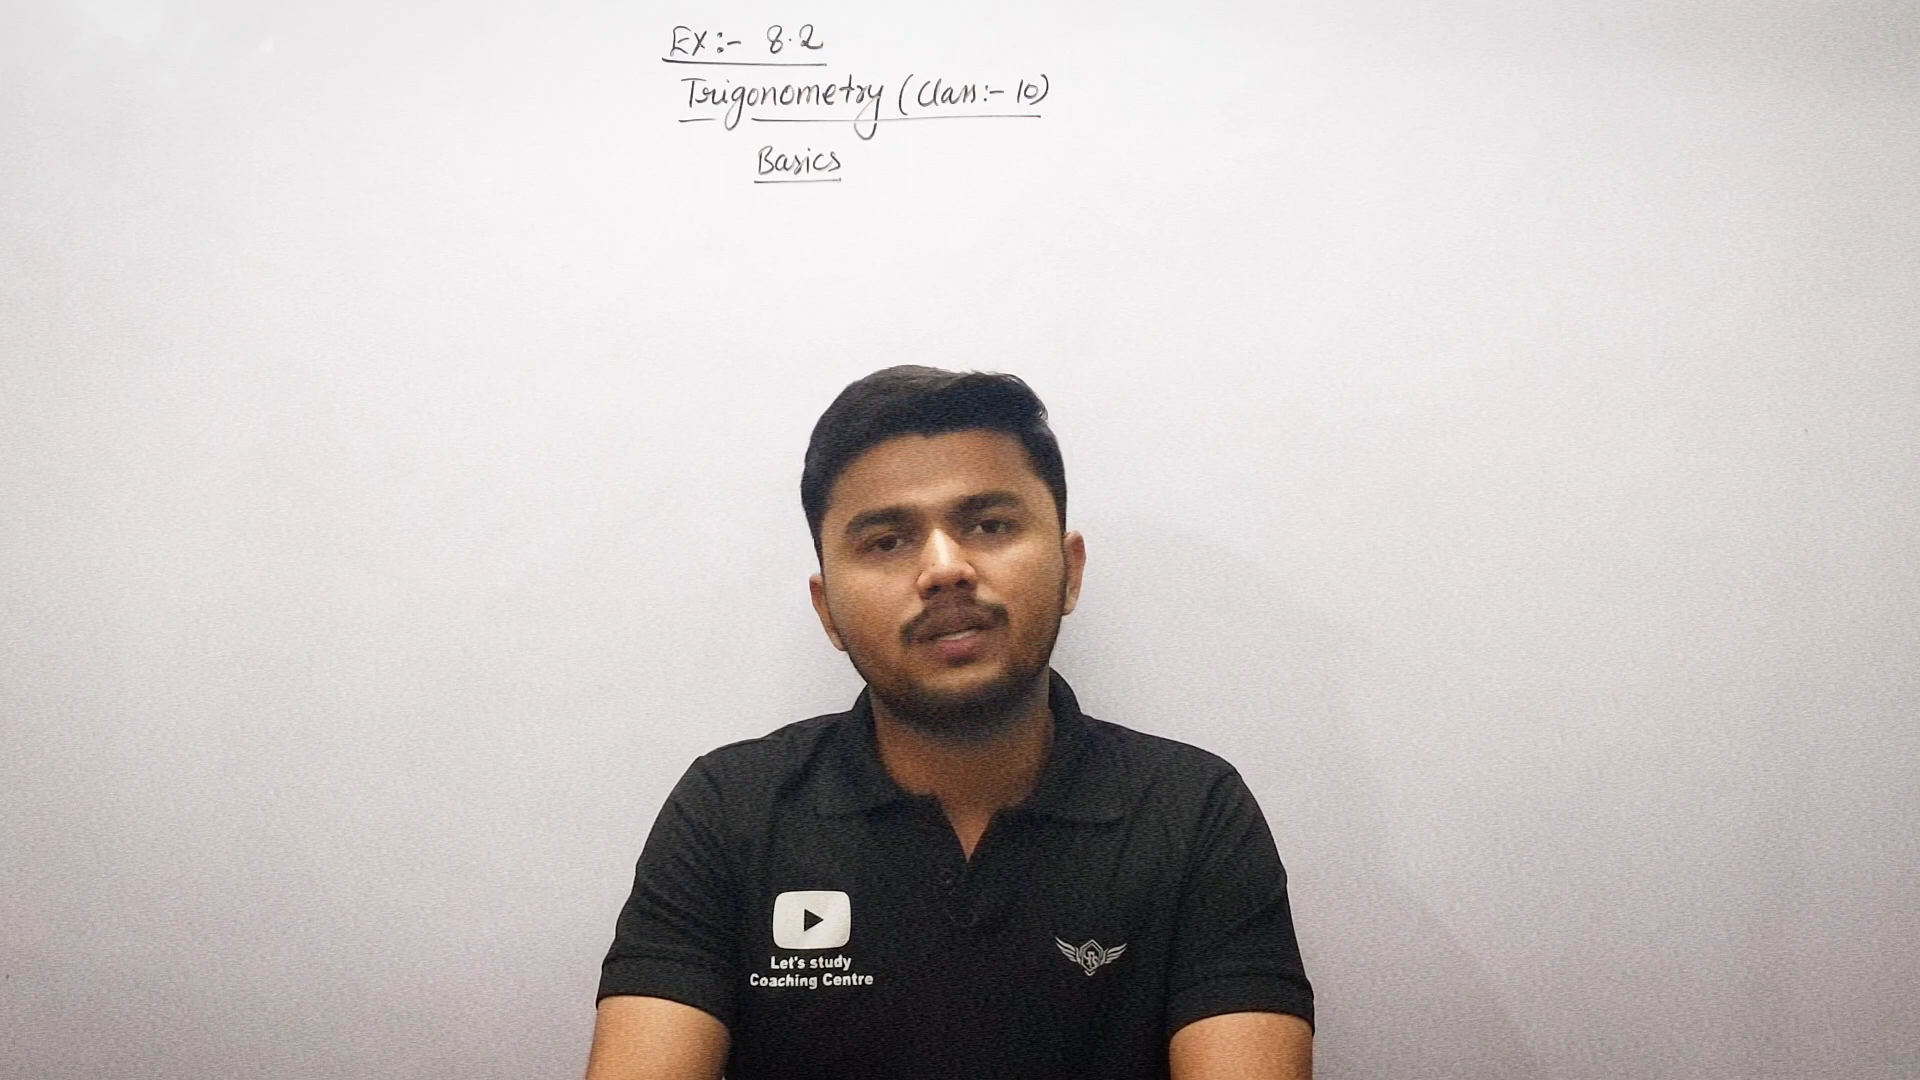 Ex:- 8.2
Trigonometry (Class:- 10)
Basics
Let's study
Coaching Centre